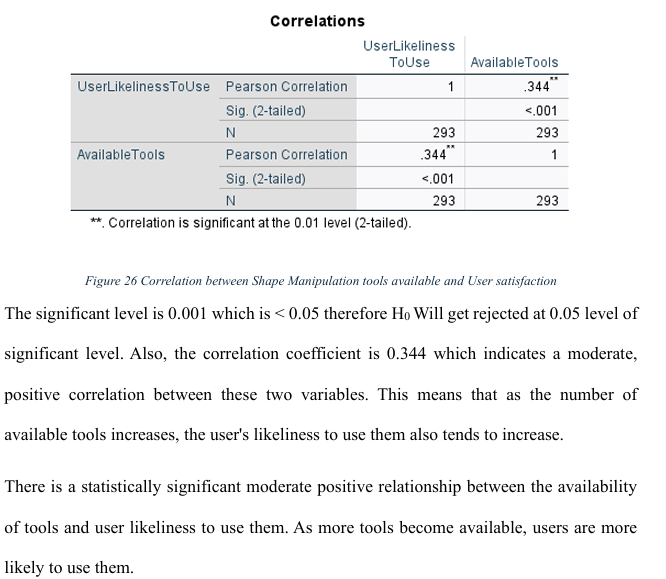 Correlations
UserLikeliness
ToUse AvailableTools
UserLikelinessToUse Pearson Correlation 1 .344**
Sig. (2-tailed) <.001
N 293 293
AvailableTools Pearson Correlation .344** 1
Sig. (2-tailed) <.001
N 293 293
**. Correlation is significant at the 0.01 level (2-tailed).
Figure 26 Correlation between Shape Manipulation tools available and User satisfaction
The significant level is 0.001 which is < 0.05 therefore H₀ Will get rejected at 0.05 level of
significant level. Also, the correlation coefficient is 0.344 which indicates a moderate,
positive correlation between these two variables. This means that as the number of
available tools increases, the user's likeliness to use them also tends to increase.
There is a statistically significant moderate positive relationship between the availability
of tools and user likeliness to use them. As more tools become available, users are more
likely to use them.